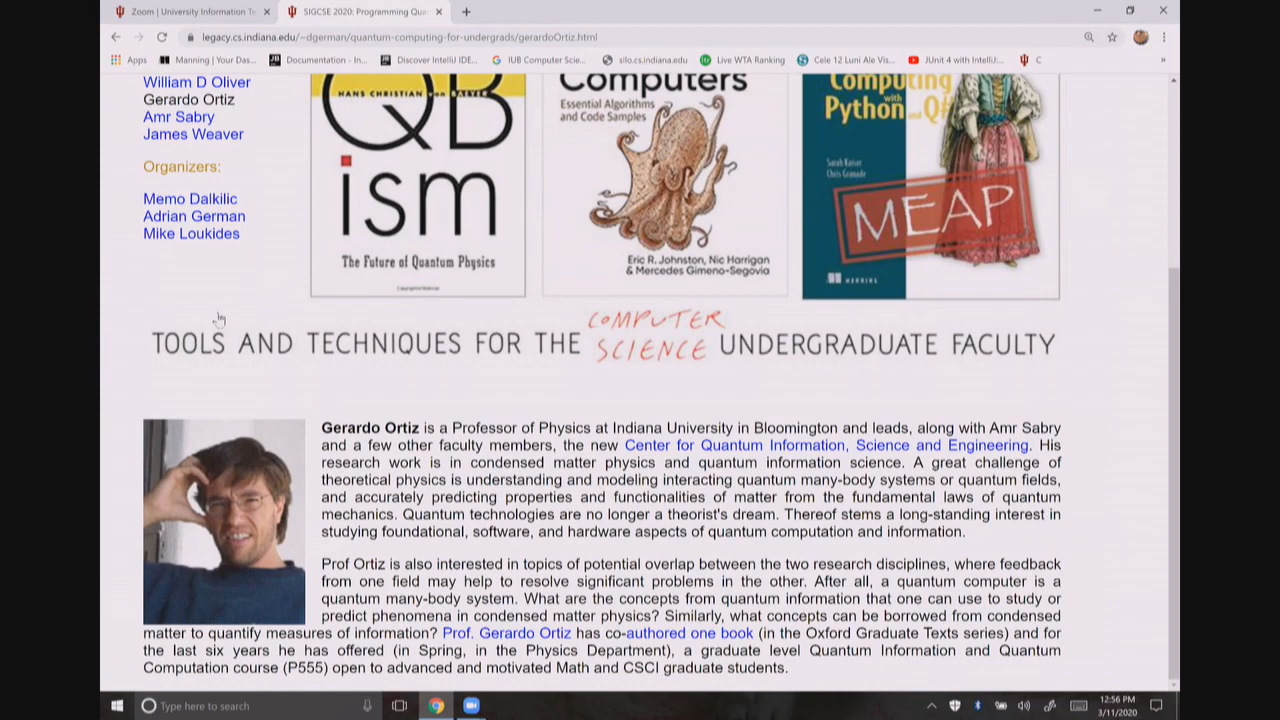 Zoom | University Information Te
SIGCSE 2020: Programming Qua
legacy.cs.indiana.edu/~dgerman/quantum-computing-for-undergrads/gerardoOrtiz.html
Apps
Manning | Your Das...
Documentation - In...
Discover IntelliJ IDE...
IUB Computer Scie...
silo.cs.indiana.edu
Live WTA Ranking
Cele 12 Luni Ale Vis...
JUnit 4 with IntelliJ:...
C
»
William D Oliver
Gerardo Ortiz
Amr Sabry
James Weaver
Organizers:
Memo Dalkilic
Adrian German
Mike Loukides
HANS CHRISTIAN
QB
ism
The Future of Quantum Physics
Computers
Essential Algorithms
and Code Samples
Eric R. Johnston, Nic Harrigan
& Mercedes Gimeno-Segovia
Computing
with
Python and Q#
Sarah Kaiser
Chris Granade
MEAP
MANNING
COMPUTER
TOOLS AND TECHNIQUES FOR THE SCIENCE UNDERGRADUATE FACULTY
Gerardo Ortiz is a Professor of Physics at Indiana University in Bloomington and leads, along with Amr Sabry
and a few other faculty members, the new Center for Quantum Information, Science and Engineering. His
research work is in condensed matter physics and quantum information science. A great challenge of
theoretical physics is understanding and modeling interacting quantum many-body systems or quantum fields,
and accurately predicting properties and functionalities of matter from the fundamental laws of quantum
mechanics. Quantum technologies are no longer a theorist's dream. Thereof stems a long-standing interest in
studying foundational, software, and hardware aspects of quantum computation and information.
Prof Ortiz is also interested in topics of potential overlap between the two research disciplines, where feedback
from one field may help to resolve significant problems in the other. After all, a quantum computer is a
quantum many-body system. What are the concepts from quantum information that one can use to study or
predict phenomena in condensed matter physics? Similarly, what concepts can be borrowed from condensed
matter to quantify measures of information? Prof. Gerardo Ortiz has co-authored one book (in the Oxford Graduate Texts series) and for
the last six years he has offered (in Spring, in the Physics Department), a graduate level Quantum Information and Quantum
Computation course (P555) open to advanced and motivated Math and CSCI graduate students.
Type here to search
12:56 PM
3/11/2020